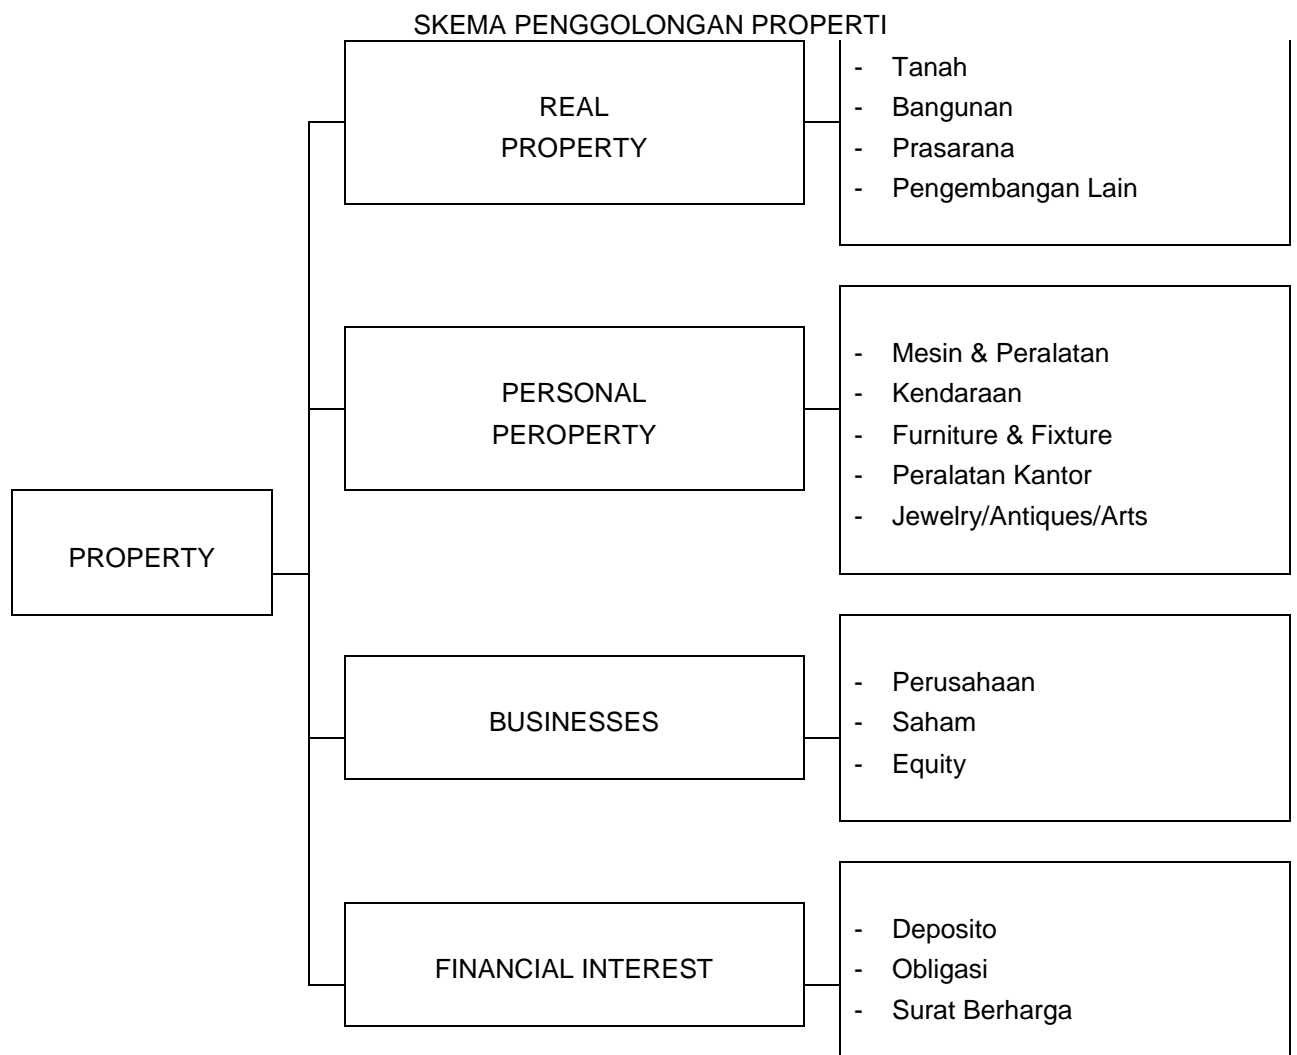 SKEMA PENGGOLONGAN PROPERTI
REAL
PROPERTY
- Tanah
- Bangunan
- Prasarana
- Pengembangan Lain
PERSONAL
PEROPERTY
- Mesin & Peralatan
- Kendaraan
- Furniture & Fixture
- Peralatan Kantor
- Jewelry/Antiques/Arts
PROPERTY
BUSINESSES
- Perusahaan
- Saham
- Equity
FINANCIAL INTEREST
- Deposito
- Obligasi
- Surat Berharga